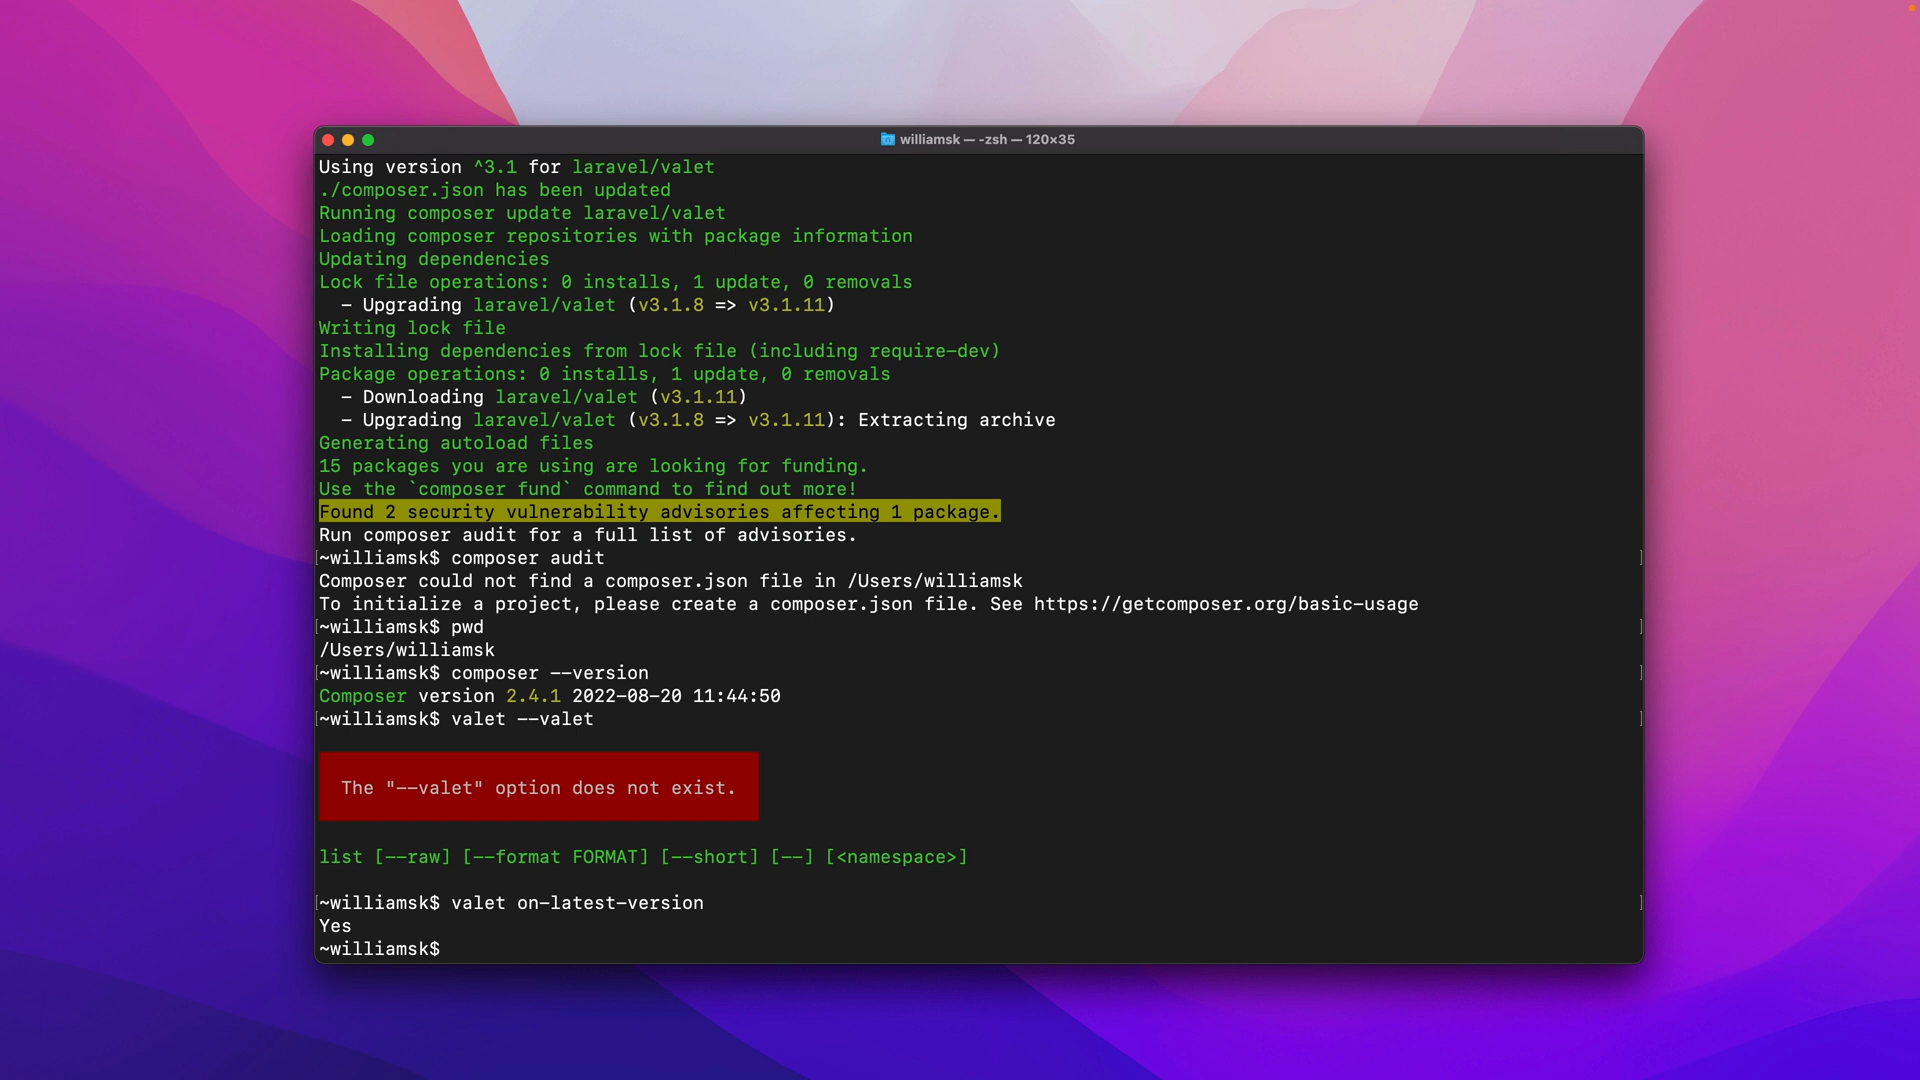 williamsk — -zsh — 120×35
Using version ^3.1 for laravel/valet
./composer.json has been updated
Running composer update laravel/valet
Loading composer repositories with package information
Updating dependencies
Lock file operations: 0 installs, 1 update, 0 removals
  - Upgrading laravel/valet (v3.1.8 => v3.1.11)
Writing lock file
Installing dependencies from lock file (including require-dev)
Package operations: 0 installs, 1 update, 0 removals
  - Downloading laravel/valet (v3.1.11)
  - Upgrading laravel/valet (v3.1.8 => v3.1.11): Extracting archive
Generating autoload files
15 packages you are using are looking for funding.
Use the `composer fund` command to find out more!
Found 2 security vulnerability advisories affecting 1 package.
Run composer audit for a full list of advisories.
[~williamsk$ composer audit ]
Composer could not find a composer.json file in /Users/williamsk
To initialize a project, please create a composer.json file. See https://getcomposer.org/basic-usage
[~williamsk$ pwd ]
/Users/williamsk
[~williamsk$ composer --version ]
Composer version 2.4.1 2022-08-20 11:44:50
[~williamsk$ valet --valet ]
The "--valet" option does not exist.
list [--raw] [--format FORMAT] [--short] [--] [<namespace>]
[~williamsk$ valet on-latest-version ]
Yes
~williamsk$